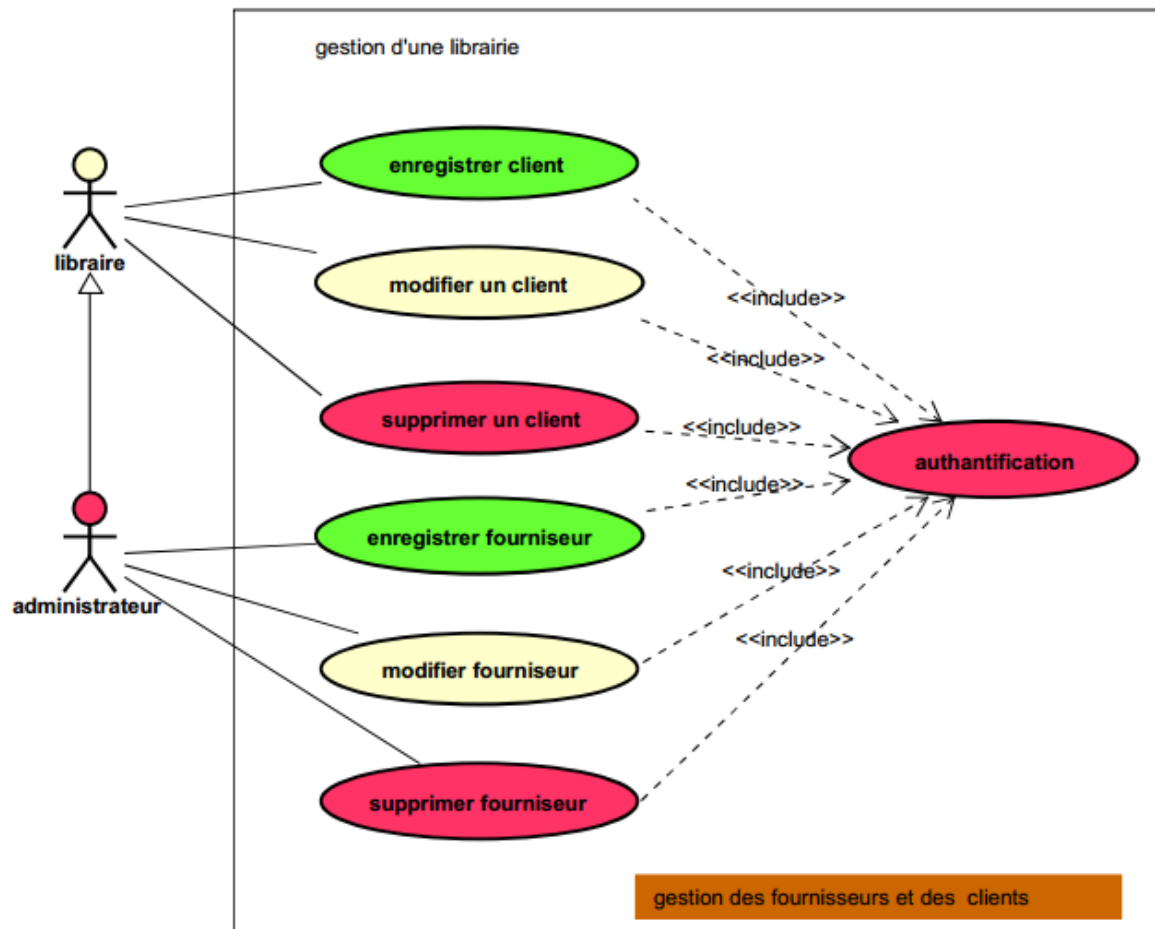 gestion d'une librairie
enregistrer client
libraire
modifier un client
<<include>>
<<include>>
supprimer un client
<<include>>
authantification
<<include>>
enregistrer fourniseur
administrateur
<<include>>
modifier fourniseur
<<include>>
supprimer fourniseur
gestion des fournisseurs et des clients